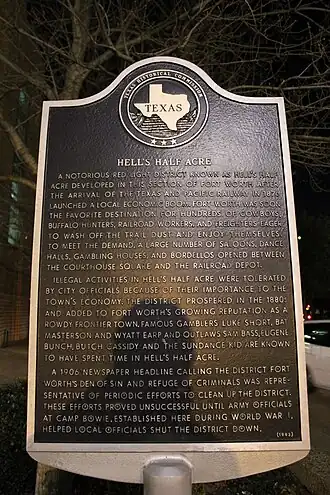 TEXAS HISTORICAL COMMISSION
TEXAS
HELL'S HALF ACRE
A NOTORIOUS RED LIGHT DISTRICT KNOWN AS HELL'S HALF
ACRE DEVELOPED IN THIS SECTION OF FORT WORTH AFTER
THE ARRIVAL OF THE TEXAS AND PACIFIC RAILWAY IN 1876
LAUNCHED A LOCAL ECONOMIC BOOM. FORT WORTH WAS SOON
THE FAVORITE DESTINATION FOR HUNDREDS OF COWBOYS,
BUFFALO HUNTERS, RAILROAD WORKERS, AND FREIGHTERS EAGER
TO WASH OFF THE TRAIL DUST AND ENJOY THEMSELVES.
TO MEET THE DEMAND, A LARGE NUMBER OF SALOONS, DANCE
HALLS, GAMBLING HOUSES, AND BORDELLOS OPENED BETWEEN
THE COURTHOUSE SQUARE AND THE RAILROAD DEPOT.
ILLEGAL ACTIVITIES IN HELL'S HALF ACRE WERE TOLERATED
BY CITY OFFICIALS BECAUSE OF THEIR IMPORTANCE TO THE
TOWN'S ECONOMY. THE DISTRICT PROSPERED IN THE 1880s
AND ADDED TO FORT WORTH'S GROWING REPUTATION AS A
ROWDY FRONTIER TOWN. FAMOUS GAMBLERS LUKE SHORT, BAT
MASTERSON AND WYATT EARP AND OUTLAWS SAM BASS, EUGENE
BUNCH, BUTCH CASSIDY AND THE SUNDANCE KID ARE KNOWN
TO HAVE SPENT TIME IN HELL'S HALF ACRE.
A 1906 NEWSPAPER HEADLINE CALLING THE DISTRICT FORT
WORTH'S DEN OF SIN AND REFUGE OF CRIMINALS WAS REPRE-
SENTATIVE OF PERIODIC EFFORTS TO CLEAN UP THE DISTRICT.
THESE EFFORTS PROVED UNSUCCESSFUL UNTIL ARMY OFFICIALS
AT CAMP BOWIE, ESTABLISHED HERE DURING WORLD WAR I,
HELPED LOCAL OFFICIALS SHUT THE DISTRICT DOWN.